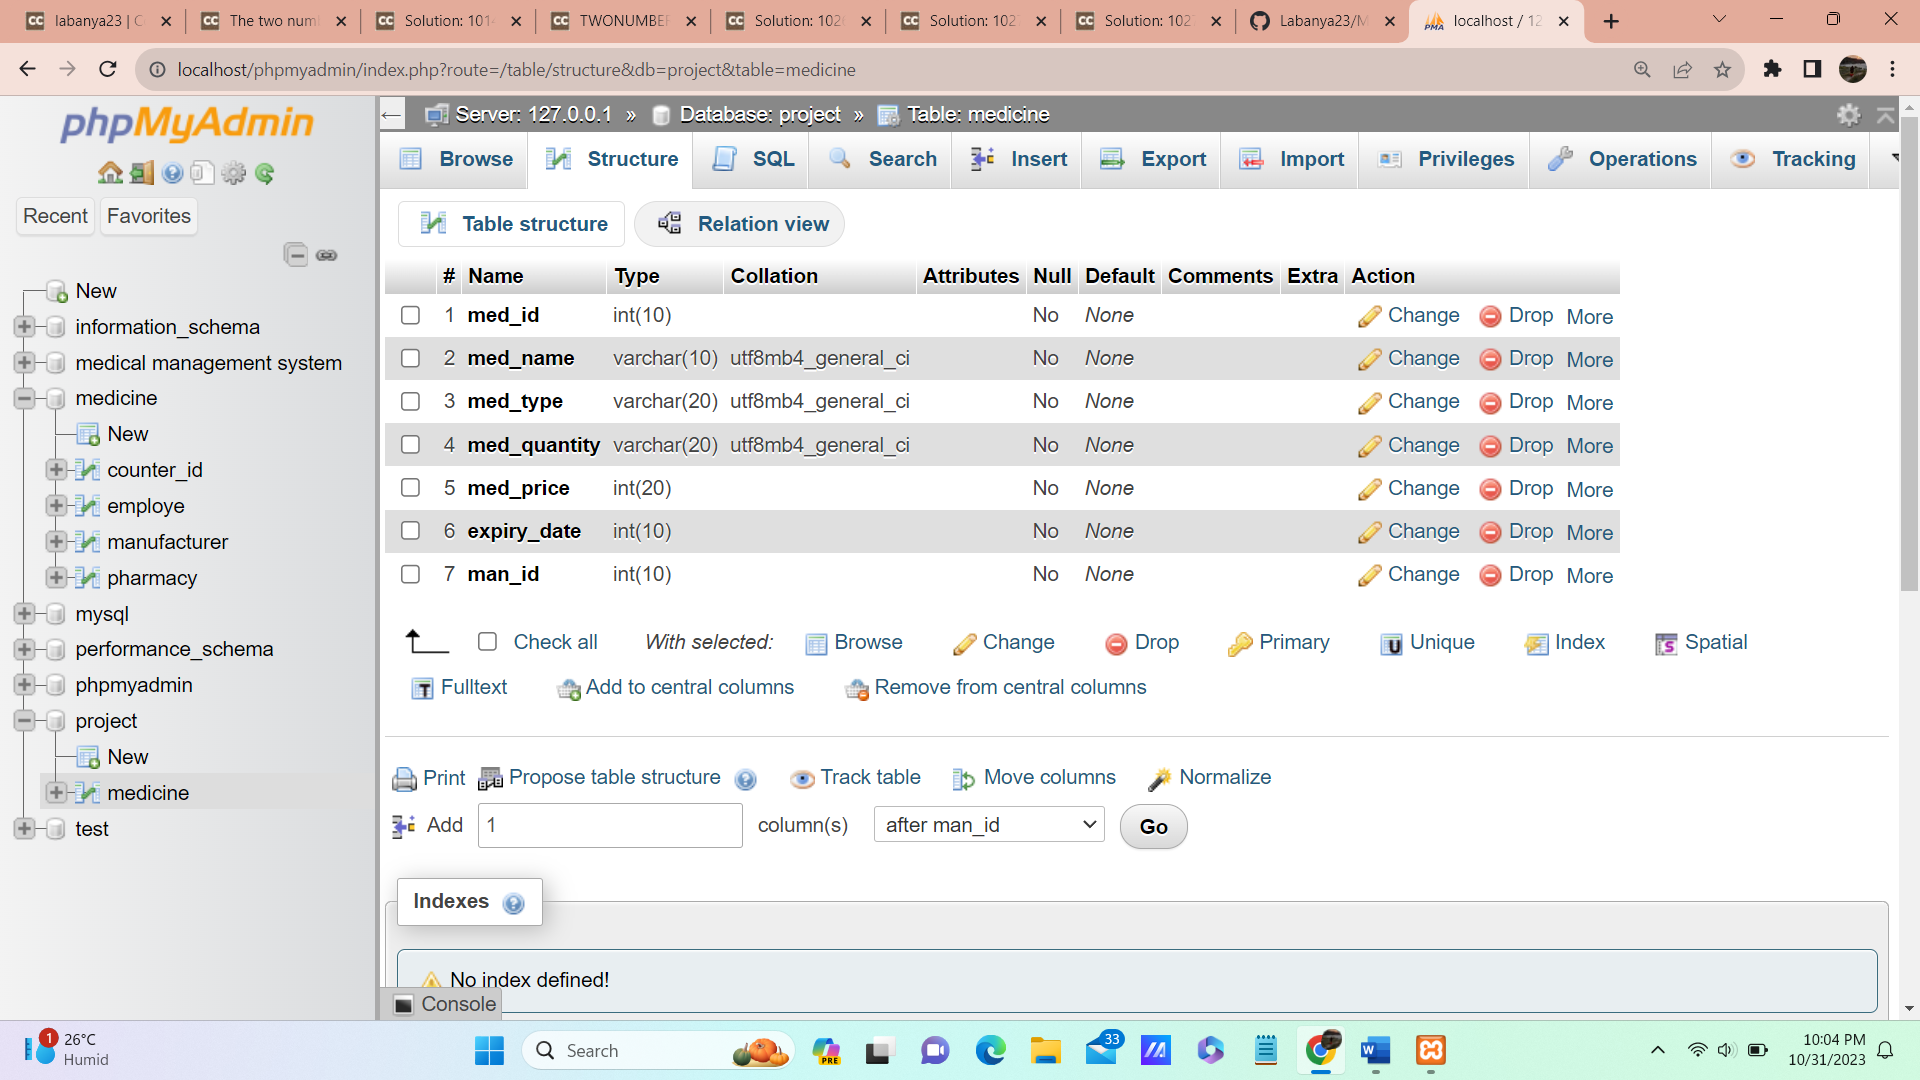 labanya23 | C
The two num
Solution: 101
TWONUMBER
Solution: 102
Solution: 102
Solution: 102
Labanya23/M
localhost / 12
localhost/phpmyadmin/index.php?route=/table/structure&db=project&table=medicine
phpMyAdmin
Recent
Favorites
New
information_schema
medical management system
medicine
New
counter_id
employe
manufacturer
pharmacy
mysql
performance_schema
phpmyadmin
project
New
medicine
test
Server: 127.0.0.1 » Database: project » Table: medicine
Browse Structure SQL Search Insert Export Import Privileges Operations Tracking
Table structure Relation view
# Name Type Collation Attributes Null Default Comments Extra Action
1 med_id int(10) No None Change Drop More
2 med_name varchar(10) utf8mb4_general_ci No None Change Drop More
3 med_type varchar(20) utf8mb4_general_ci No None Change Drop More
4 med_quantity varchar(20) utf8mb4_general_ci No None Change Drop More
5 med_price int(20) No None Change Drop More
6 expiry_date int(10) No None Change Drop More
7 man_id int(10) No None Change Drop More
Check all With selected: Browse Change Drop Primary Unique Index Spatial
Fulltext Add to central columns Remove from central columns
Print Propose table structure Track table Move columns Normalize
Add 1 column(s) after man_id Go
Indexes
No index defined!
Console
1
26°C
Humid
Search
PRE
33
10:04 PM
10/31/2023